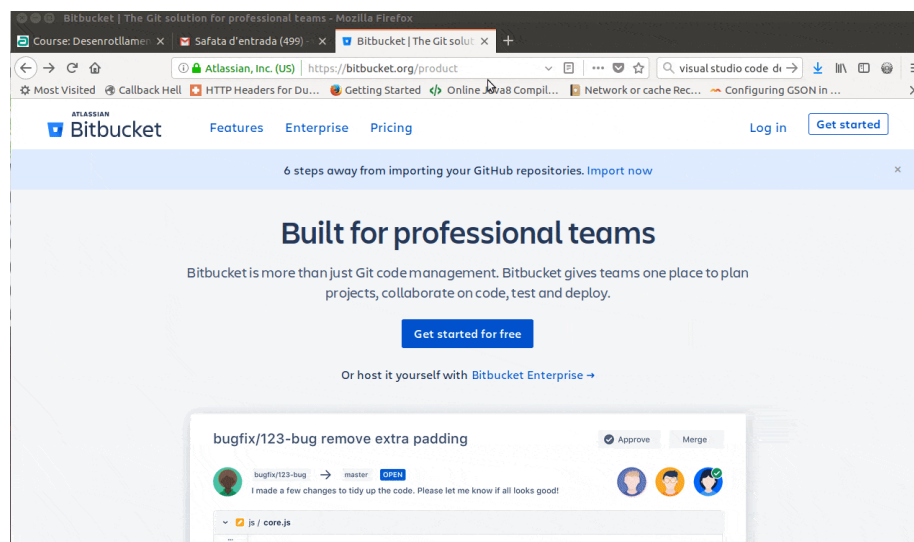 Bitbucket | The Git solution for professional teams - Mozilla Firefox
Course: Desenrotllamen × Safata d'entrada (499) - × Bitbucket | The Git solut × +
Atlassian, Inc. (US) https://bitbucket.org/product ••• visual studio code de
Most Visited Callback Hell HTTP Headers for Du... Getting Started Online Java8 Compil... Network or cache Rec... Configuring GSON in ...
ATLASSIAN
Bitbucket Features Enterprise Pricing Log in Get started
6 steps away from importing your GitHub repositories. Import now ×
Built for professional teams
Bitbucket is more than just Git code management. Bitbucket gives teams one place to plan
projects, collaborate on code, test and deploy.
Get started for free
Or host it yourself with Bitbucket Enterprise →
bugfix/123-bug remove extra padding Approve Merge
bugfix/123-bug → master OPEN
I made a few changes to tidy up the code. Please let me know if all looks good!
js / core.js